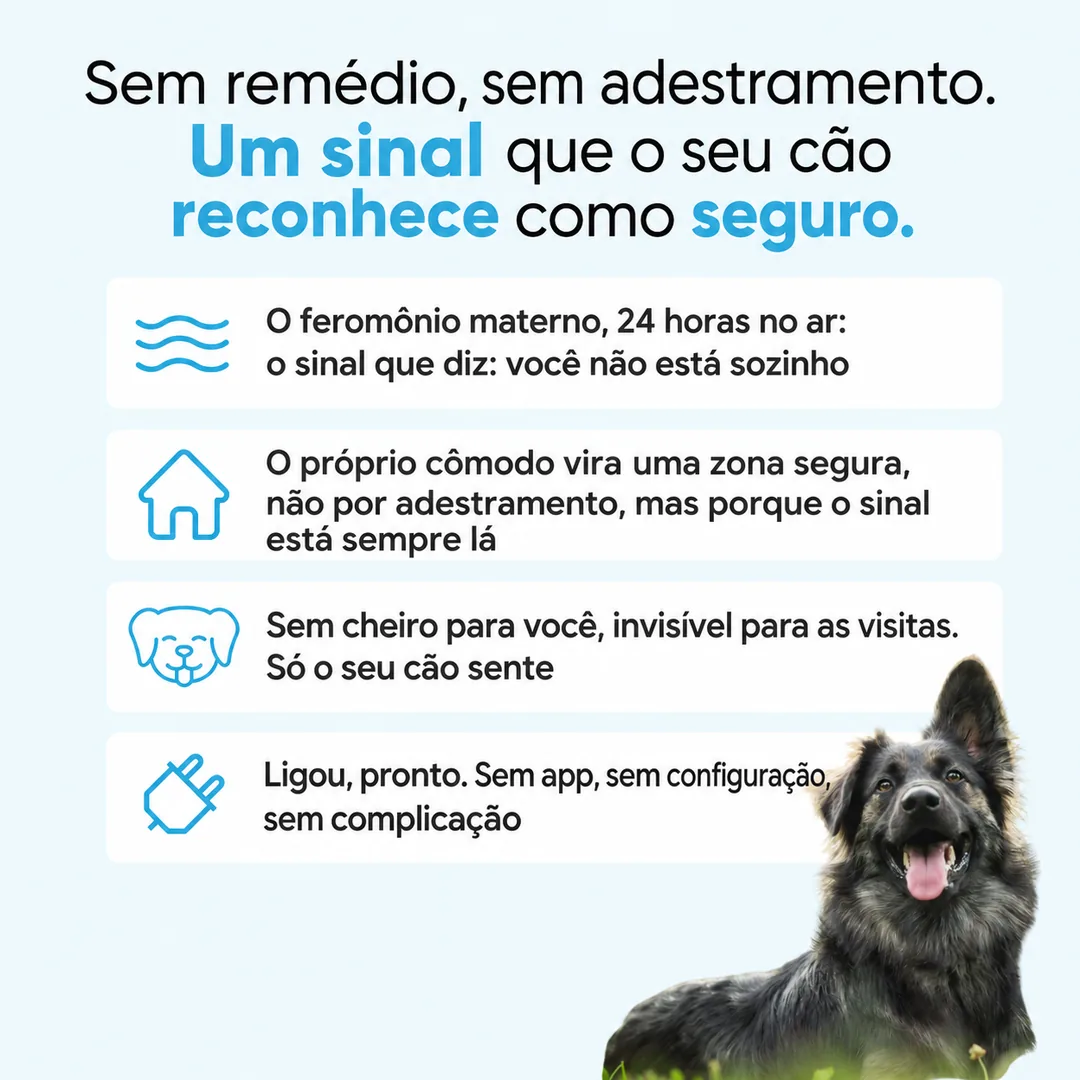 Sem remédio, sem adestramento.
Um sinal que o seu cão
reconhece como seguro.
O feromônio materno, 24 horas no ar:
o sinal que diz: você não está sozinho
O próprio cômodo vira uma zona segura,
não por adestramento, mas porque o sinal
está sempre lá
Sem cheiro para você, invisível para as visitas.
Só o seu cão sente
Ligou, pronto. Sem app, sem configuração,
sem complicação